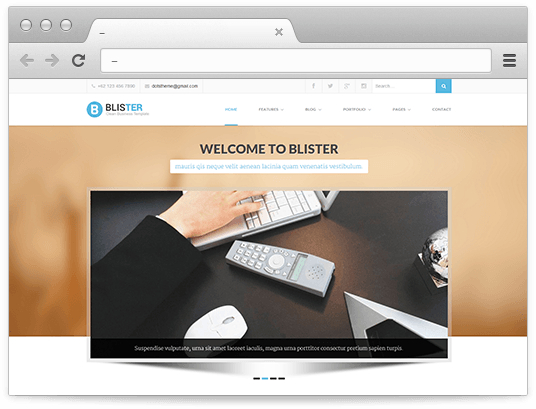 +62 123 456 7890 dolistheme@gmail.com Search ...
B BLISTER
Clean Business Template
HOME FEATURES BLOG PORTFOLIO PAGES CONTACT
WELCOME TO BLISTER
mauris qis neque velit aenean lacinia quam venenatis vestibulum.
Suspendise vulputate, urna sit amet laoreet iaculis, magna urna porttitor consectur pretium sapien turpis.